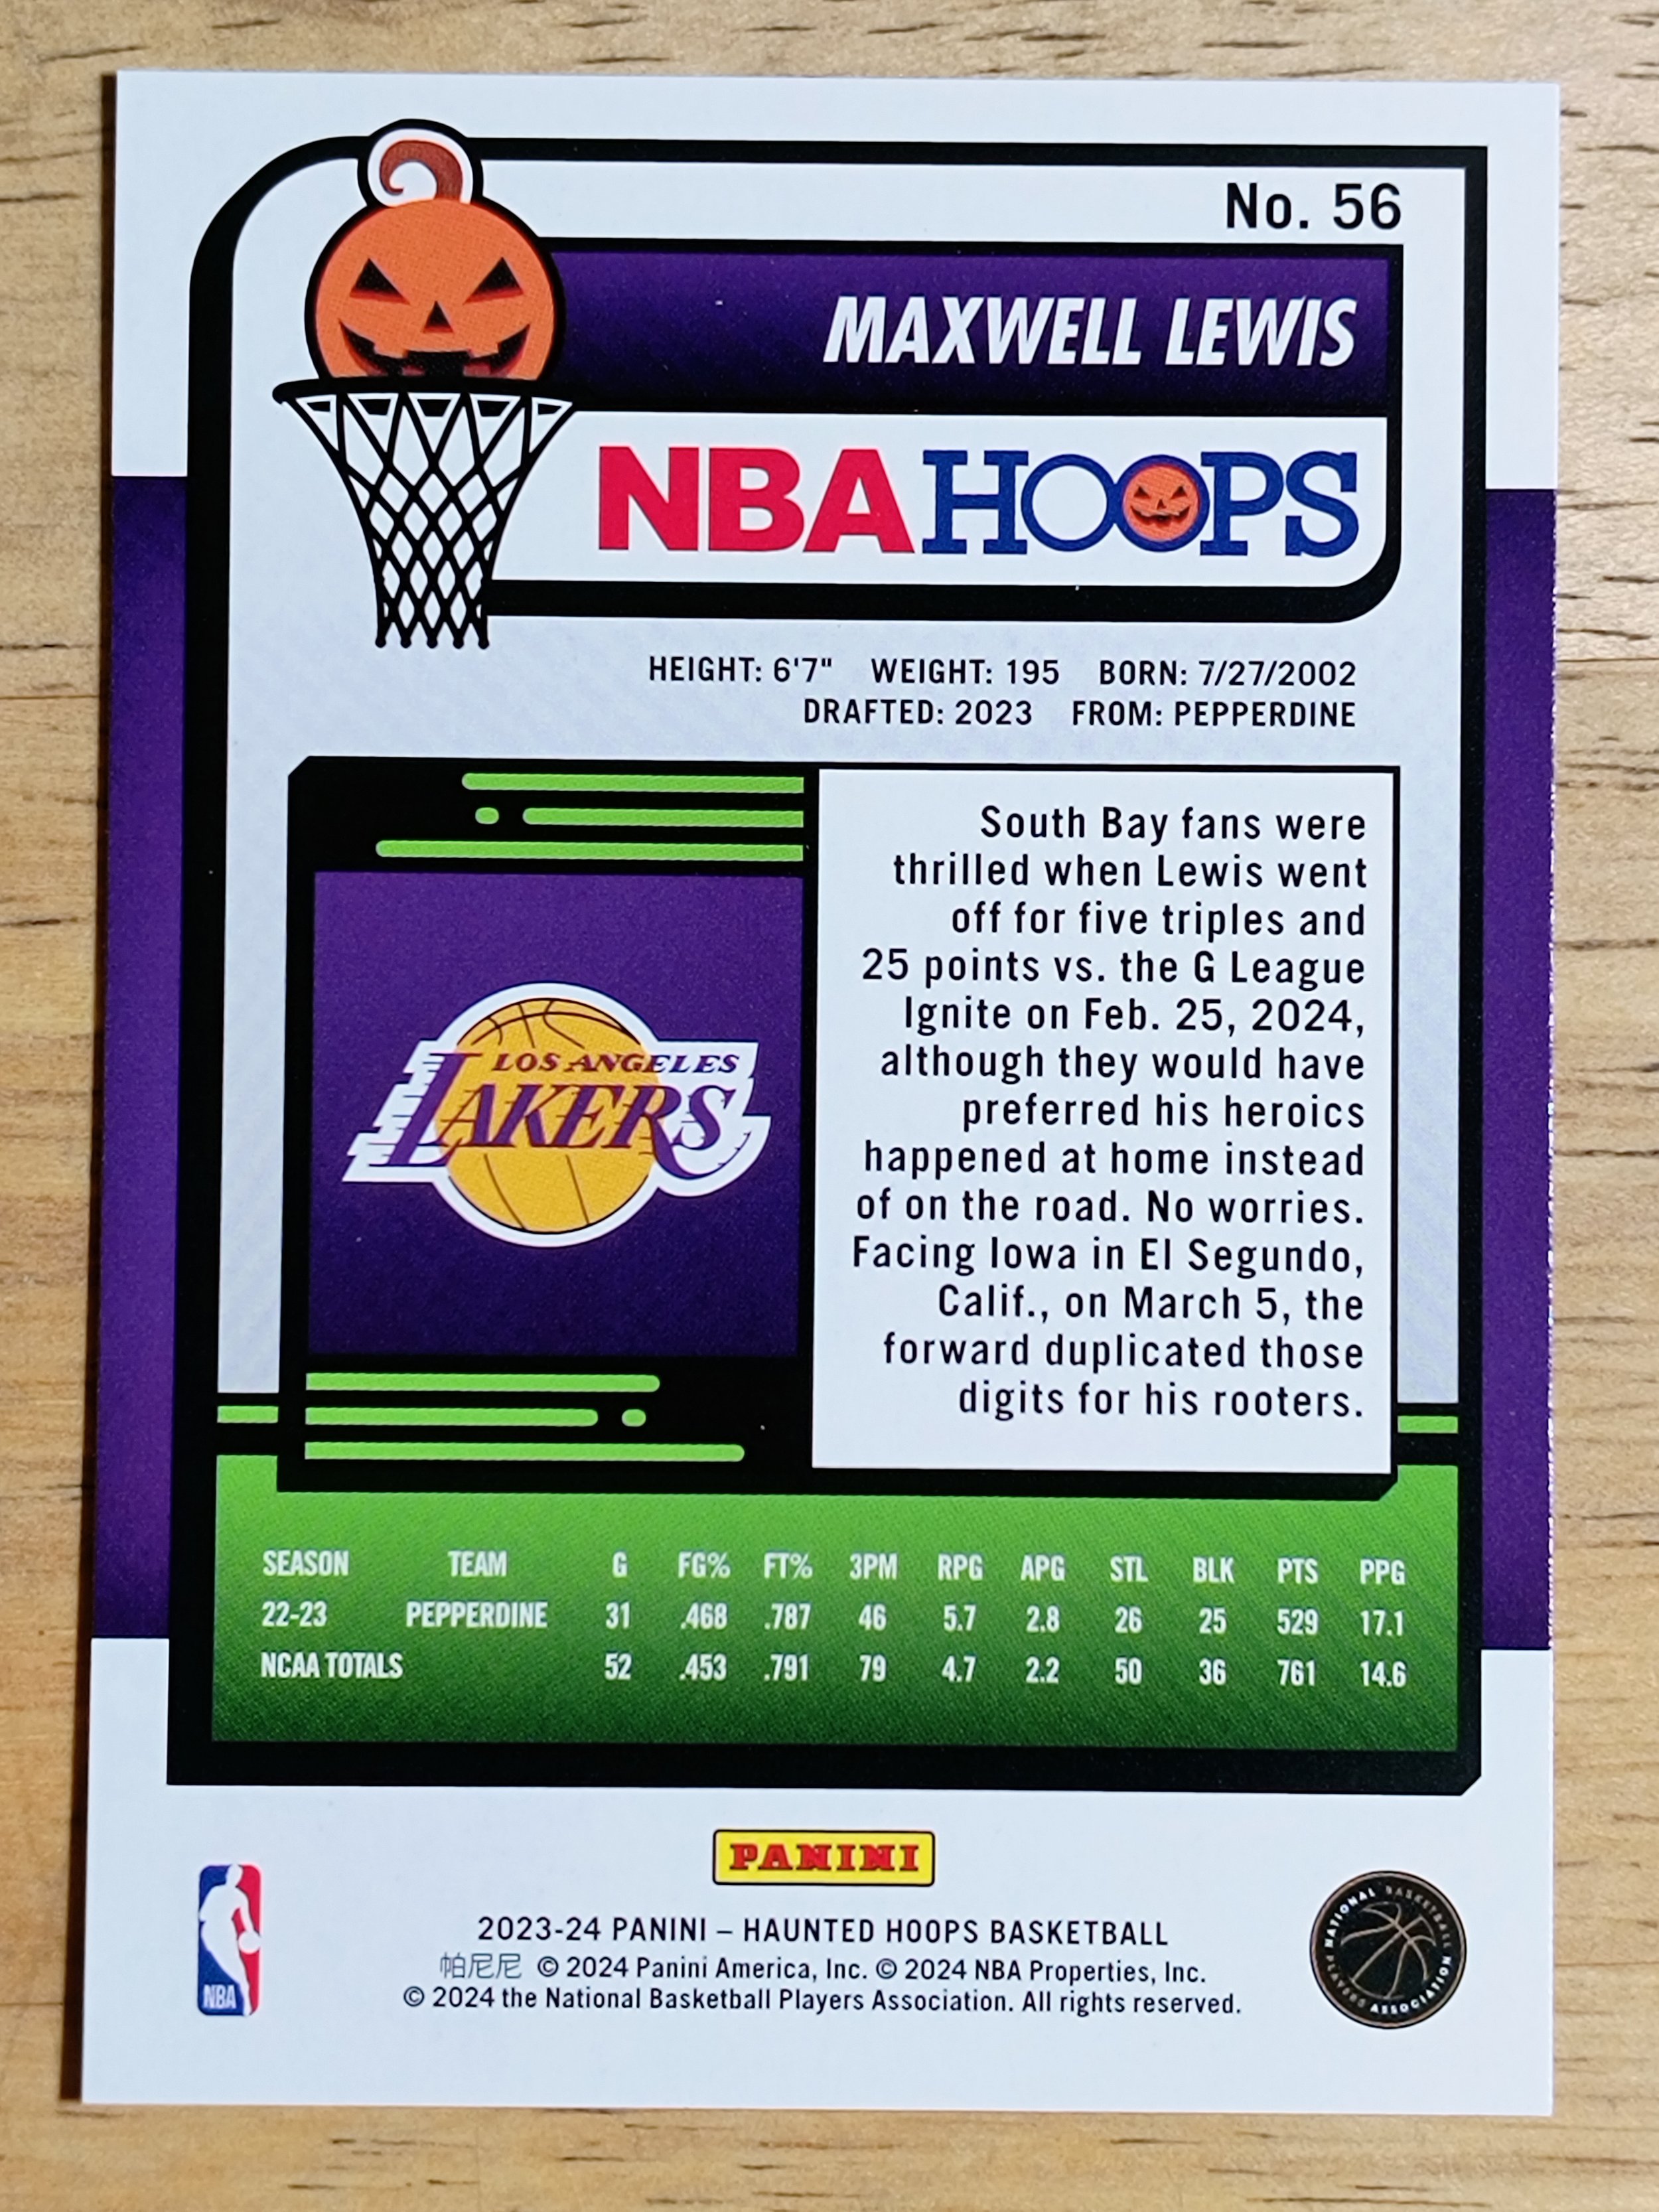 No. 56
MAXWELL LEWIS
NBA HOOPS
HEIGHT: 6'7" WEIGHT: 195 BORN: 7/27/2002
DRAFTED: 2023 FROM: PEPPERDINE
South Bay fans were
thrilled when Lewis went
off for five triples and
25 points vs. the G League
Ignite on Feb. 25, 2024,
although they would have
preferred his heroics
happened at home instead
of on the road. No worries.
Facing Iowa in El Segundo,
Calif., on March 5, the
forward duplicated those
digits for his rooters.
LOS ANGELES
LAKERS
SEASON TEAM G FG% FT% 3PM RPG APG STL BLK PTS PPG
22-23 PEPPERDINE 31 .468 .787 46 5.7 2.8 26 25 529 17.1
NCAA TOTALS 52 .453 .791 79 4.7 2.2 50 36 761 14.6
PANINI
2023-24 PANINI – HAUNTED HOOPS BASKETBALL
帕尼尼 © 2024 Panini America, Inc. © 2024 NBA Properties, Inc.
© 2024 the National Basketball Players Association. All rights reserved.
NBA
NATIONAL BASKETBALL PLAYERS ASSOCIATION